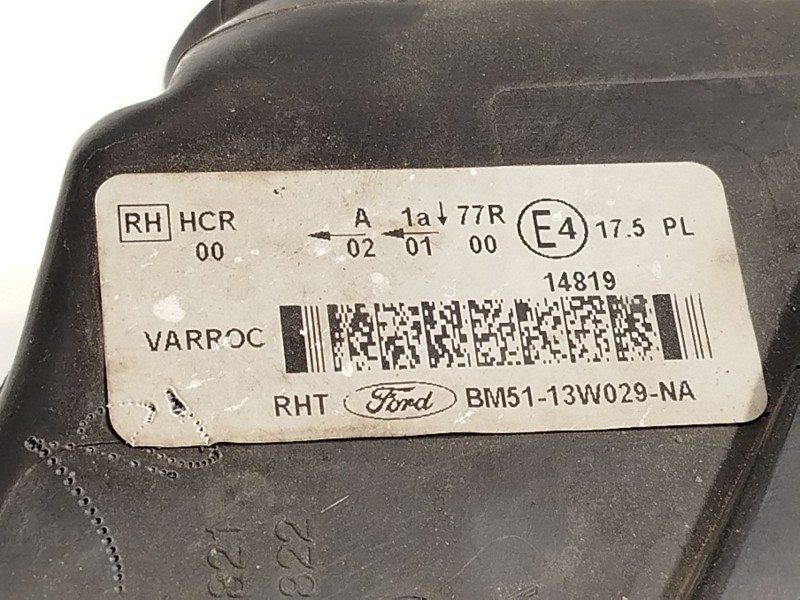 RH HCR A 1a 77R E4 17.5 PL
00 02 01 00
14819
VARROC
RHT Ford BM51-13W029-NA
821
822